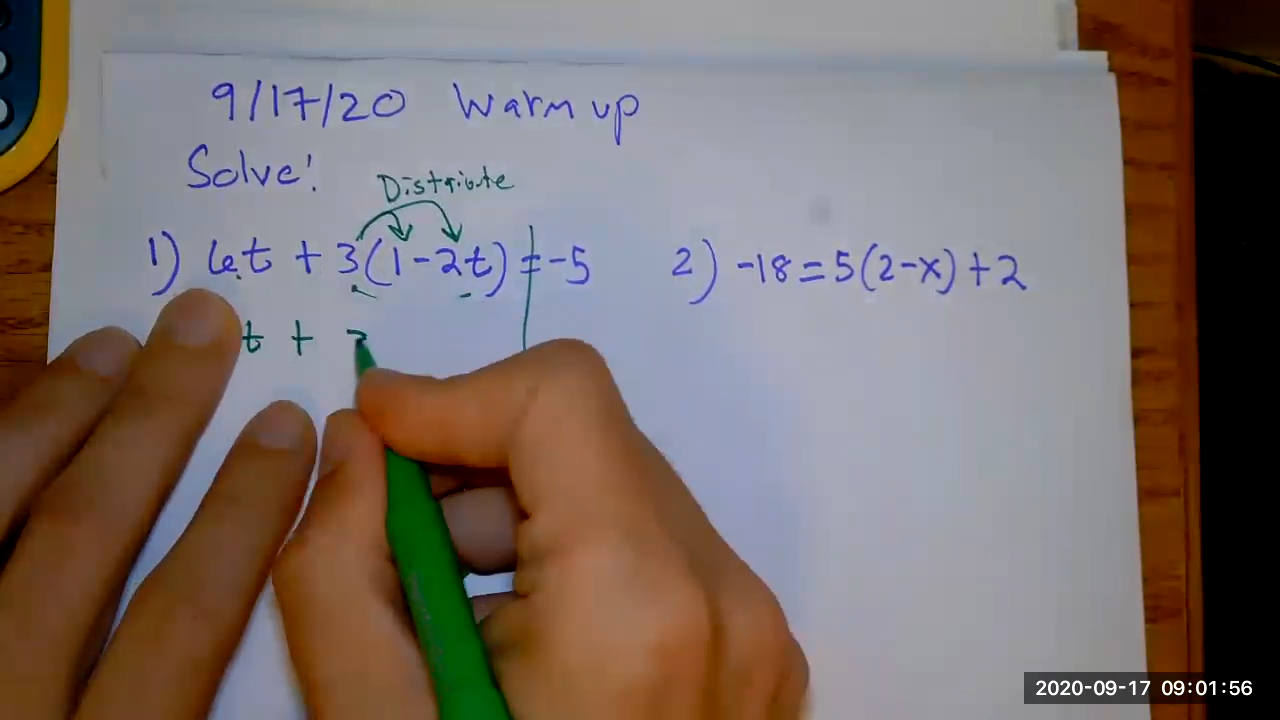 9/17/20 Warm up
Solve:
Distribute
1) 6t + 3(1-2t) = -5
2) -18 = 5(2-x) + 2
t + 3
2020-09-17 09:01:56